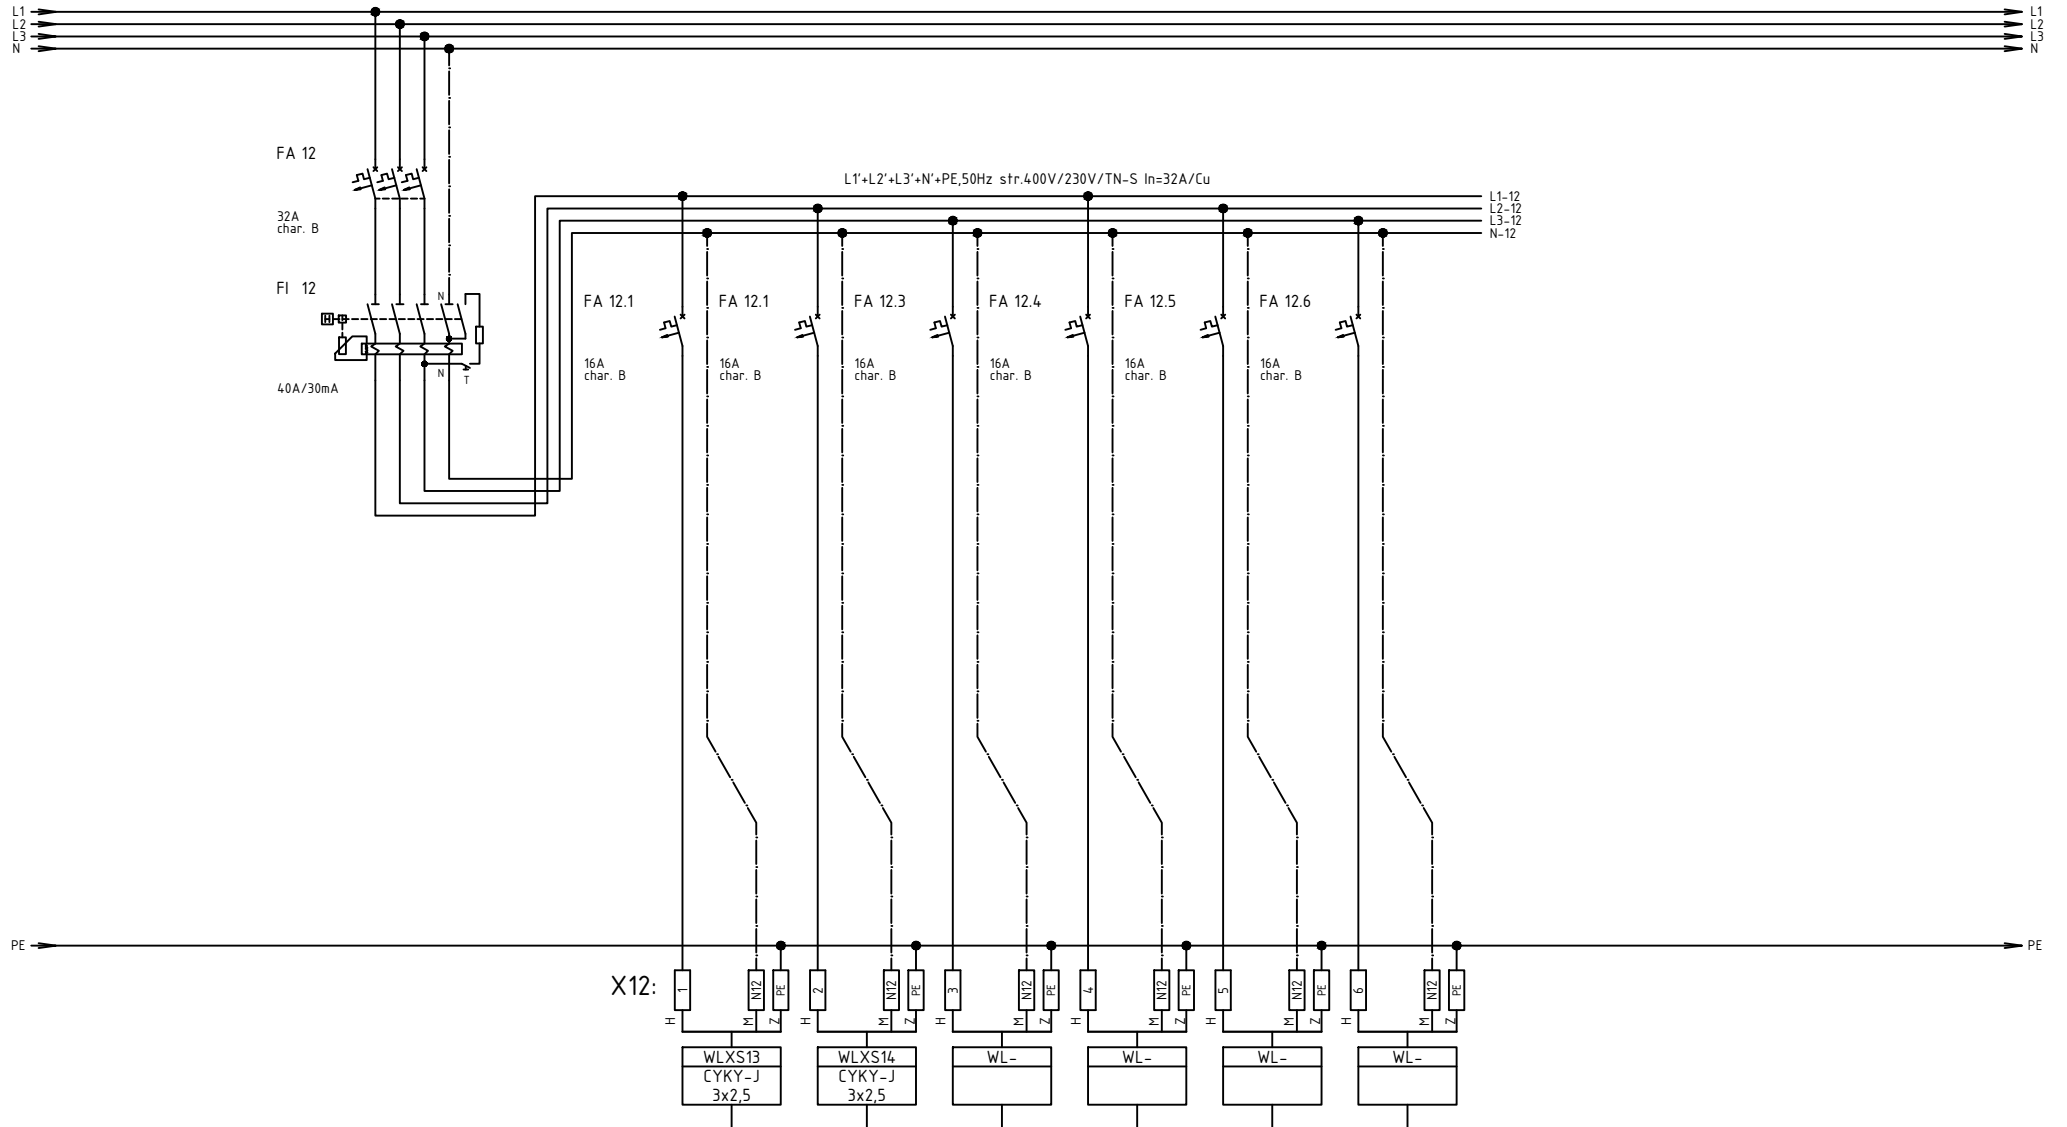 L1
L2
L3
N
L1
L2
L3
N
FA 12
32A
char. B
FI 12
40A/30mA
N
N
T
L1'+L2'+L3'+N'+PE,50Hz str.400V/230V/TN-S In=32A/Cu
L1-12
L2-12
L3-12
N-12
FA 12.1
16A
char. B
FA 12.1
16A
char. B
FA 12.3
16A
char. B
FA 12.4
16A
char. B
FA 12.5
16A
char. B
FA 12.6
16A
char. B
PE
PE
X12:
1
N12
PE
2
N12
PE
3
N12
PE
4
N12
PE
5
N12
PE
6
N12
PE
H
M
Z
H
M
Z
H
M
Z
H
M
Z
H
M
Z
H
M
Z
WLXS13
CYKY-J
3x2,5
WLXS14
CYKY-J
3x2,5
WL-
WL-
WL-
WL-